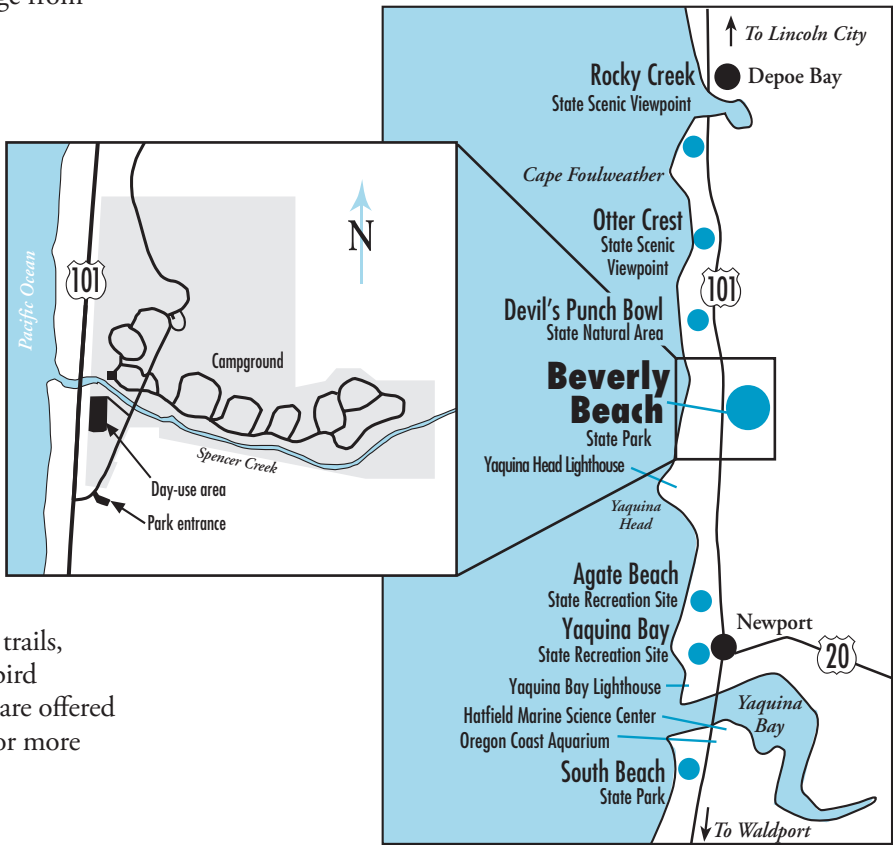 ge from
To Lincoln City
Rocky Creek
State Scenic Viewpoint
Depoe Bay
Cape Foulweather
Otter Crest
State Scenic
Viewpoint
101
Devil's Punch Bowl
State Natural Area
Beverly
Beach
State Park
Yaquina Head Lighthouse
Yaquina
Head
Agate Beach
State Recreation Site
Newport
Yaquina Bay
State Recreation Site
20
Yaquina Bay Lighthouse
Yaquina
Bay
Hatfield Marine Science Center
Oregon Coast Aquarium
South Beach
State Park
To Waldport
N
Pacific Ocean
101
Campground
Spencer Creek
Day-use area
Park entrance
trails,
bird
are offered
or more